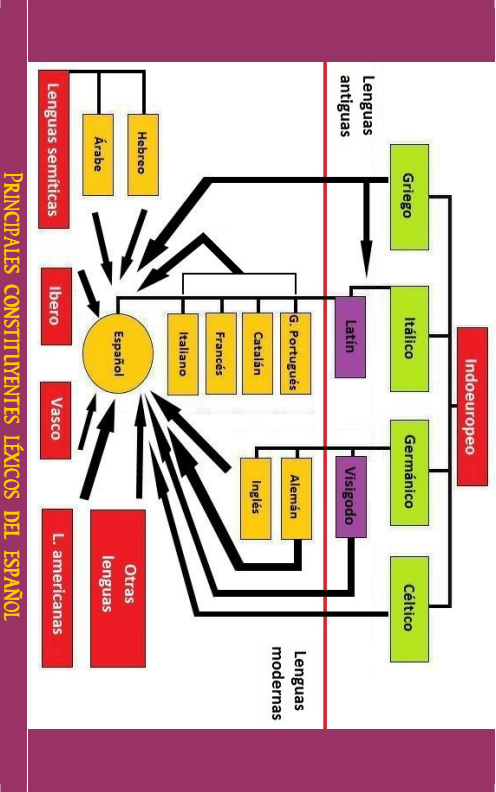 PRINCIPALES CONSTITUYENTES LÉXICOS DEL ESPAÑOL
Indoeuropeo
Griego
Itálico
Germánico
Céltico
Lenguas
antiguas
Latín
Visigodo
Lenguas
modernas
G. Portugués
Catalán
Francés
Italiano
Alemán
Inglés
Hebreo
Árabe
Español
Otras
lenguas
Lenguas semíticas
Ibero
Vasco
L. americanas